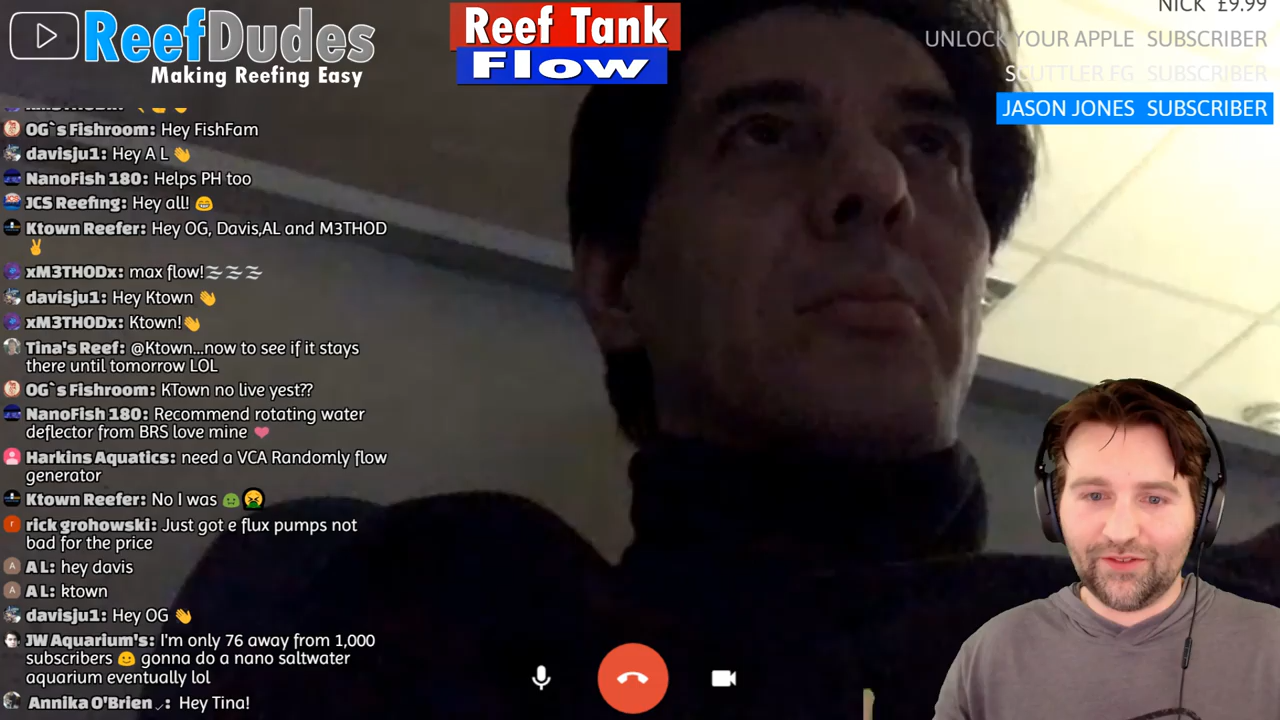 ReefDudes
Making Reefing Easy
Reef Tank
Flow
NICK £9.99
UNLOCK YOUR APPLE SUBSCRIBER
SCUTTLER FG SUBSCRIBER
JASON JONES SUBSCRIBER
OG`s Fishroom: Hey FishFam
davisju1: Hey A L 👋
NanoFish 180: Helps PH too
JCS Reefing: Hey all! 😁
Ktown Reefer: Hey OG, Davis,AL and M3THOD
✌
xM3THODx: max flow!
davisju1: Hey Ktown 👋
xM3THODx: Ktown!👋
Tina's Reef: @Ktown...now to see if it stays
there until tomorrow LOL
OG`s Fishroom: KTown no live yest??
NanoFish 180: Recommend rotating water
deflector from BRS love mine ❤
Harkins Aquatics: need a VCA Randomly flow
generator
Ktown Reefer: No I was 🤢🤮
rick grohowski: Just got e flux pumps not
bad for the price
A L: hey davis
A L: ktown
davisju1: Hey OG 👋
JW Aquarium's: I'm only 76 away from 1,000
subscribers 🙂 gonna do a nano saltwater
aquarium eventually lol
Annika O'Brien: Hey Tina!